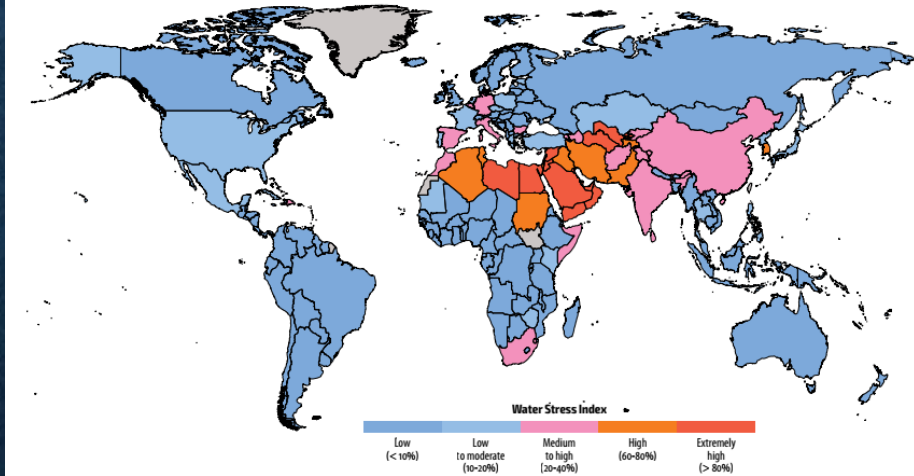 Water Stress Index
Low
(< 10%)
Low
to moderate
(10-20%)
Medium
to high
(20-40%)
High
(60-80%)
Extremely
high
(> 80%)